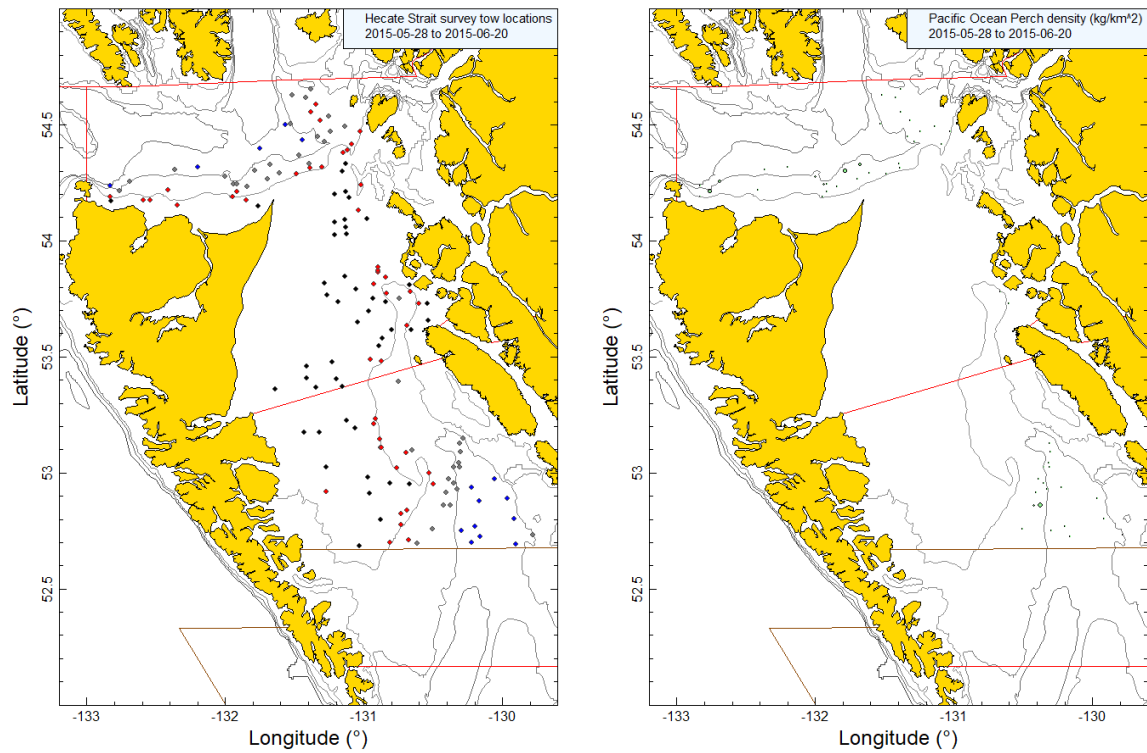 Hecate Strait survey tow locations
2015-05-28 to 2015-06-20
Latitude (°)
54.5
54
53.5
53
52.5
-133
-132
-131
-130
Longitude (°)
Pacific Ocean Perch density (kg/km^2)
2015-05-28 to 2015-06-20
Latitude (°)
54.5
54
53.5
53
52.5
-133
-132
-131
-130
Longitude (°)